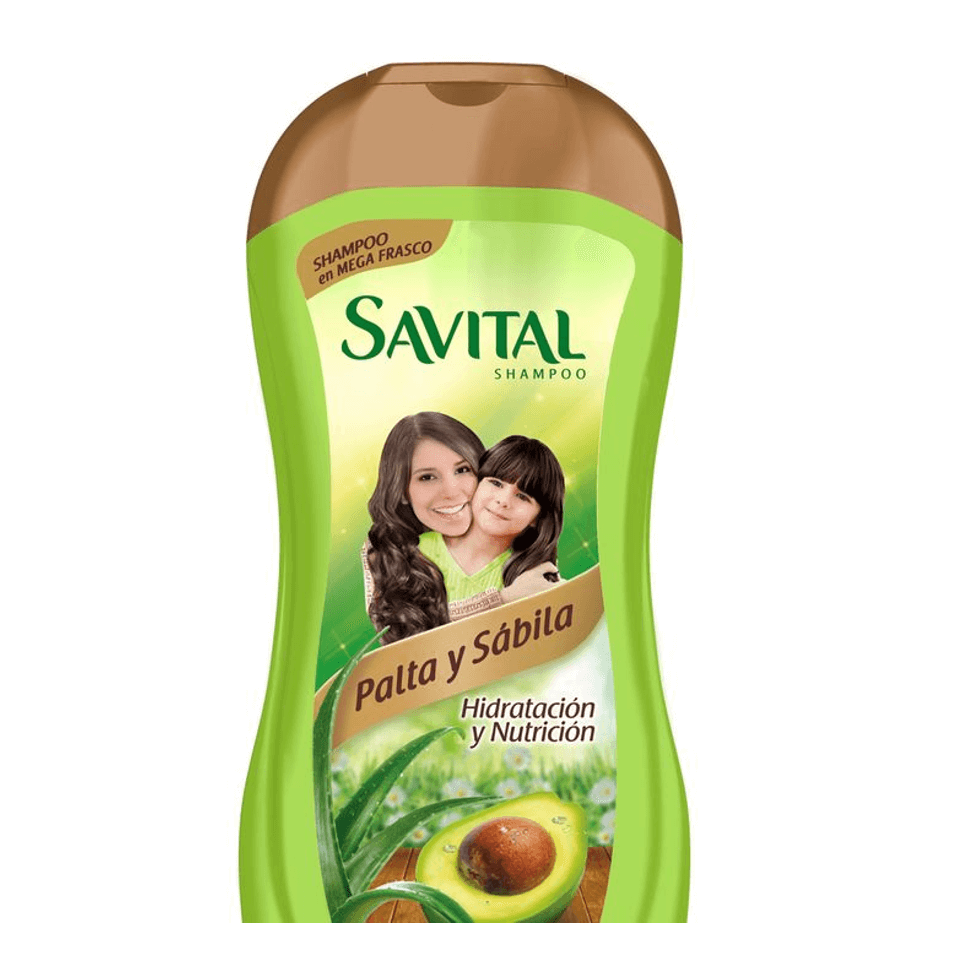 SHAMPOO
en MEGA FRASCO
SAVITAL
SHAMPOO
Palta y Sábila
Hidratación
y Nutrición